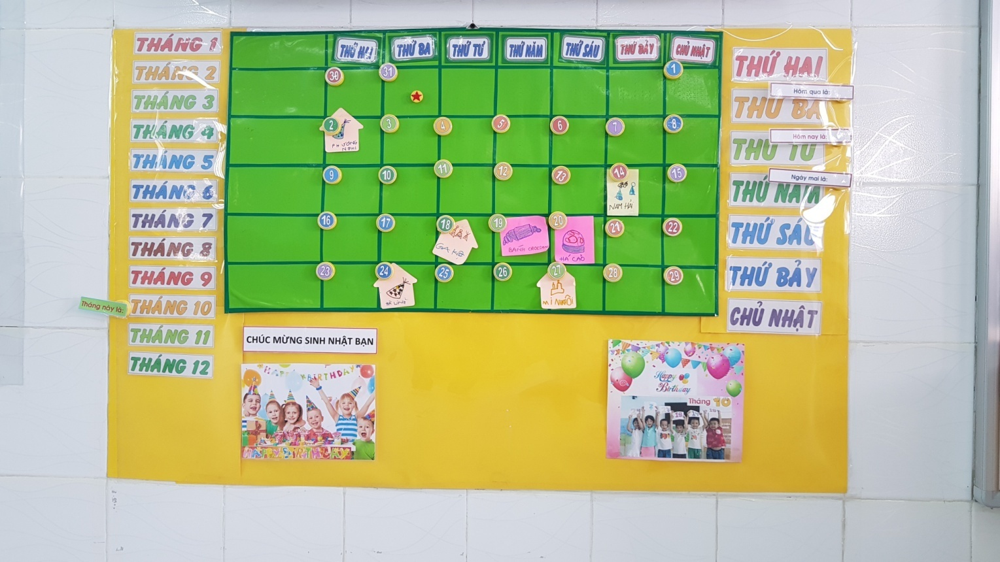 THÁNG 1
THÁNG 2
THÁNG 3
THÁNG 4
THÁNG 5
THÁNG 6
THÁNG 7
THÁNG 8
THÁNG 9
Tháng này là:
THÁNG 10
THÁNG 11
THÁNG 12
THỨ HAI THỨ BA THỨ TƯ THỨ NĂM THỨ SÁU THỨ BẢY CHỦ NHẬT
30 31 1
2 3 4 5 6 7 8
PHƯƠNG
NGHI
9 10 11 12 13 14 15
NAM HẢI
16 17 18 19 20 21 22
BÁNH CROCSAN
HÁ CẢO
23 24 25 26 27 28 29
THỨ HAI
Hôm qua là:
THỨ BA
Hôm nay là:
THỨ TƯ
Ngày mai là:
THỨ NĂM
THỨ SÁU
THỨ BẢY
CHỦ NHẬT
CHÚC MỪNG SINH NHẬT BẠN
HAPPY BIRTHDAY
HAPPY BIRTHDAY
Happy
Birthday
Tháng 10